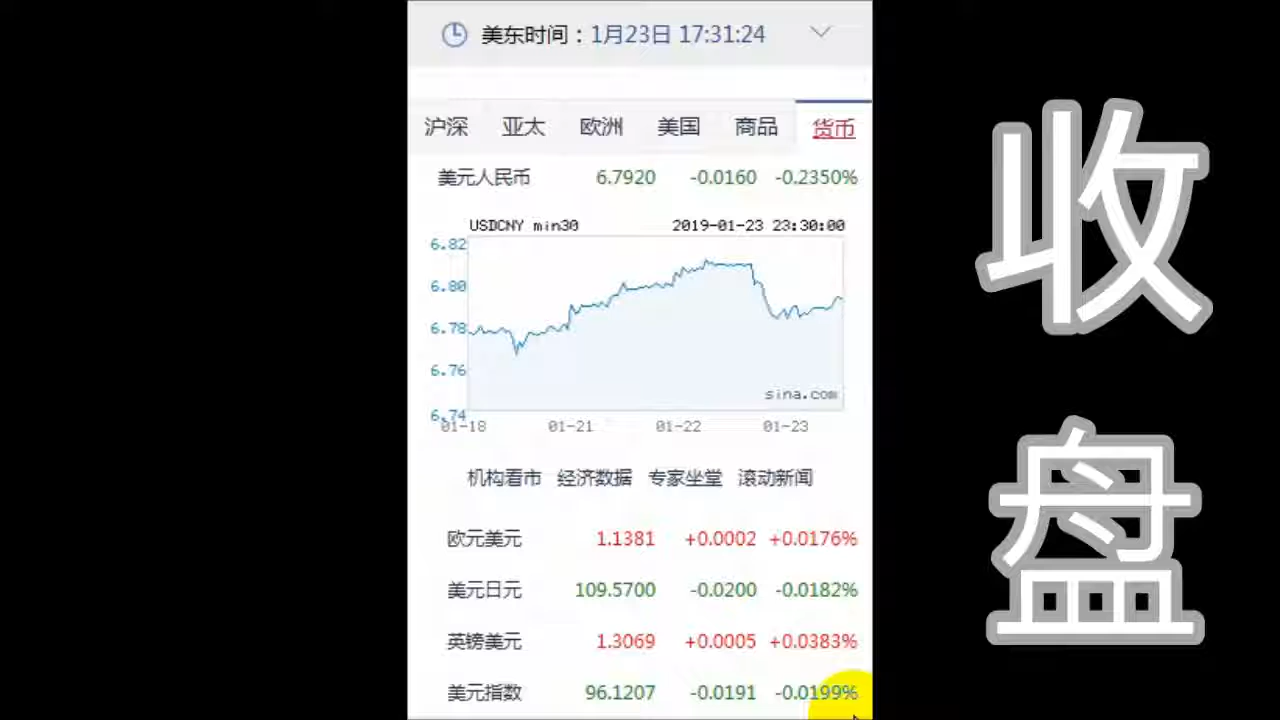 美东时间：1月23日 17:31:24
沪深 亚太 欧洲 美国 商品 货币
美元人民币 6.7920 -0.0160 -0.2350%
USDCNY min30 2019-01-23 23:30:00
6.82
6.80
6.78
6.76
6.74
sina.com
01-18 01-21 01-22 01-23
机构看市 经济数据 专家坐堂 滚动新闻
欧元美元 1.1381 +0.0002 +0.0176%
美元日元 109.5700 -0.0200 -0.0182%
英镑美元 1.3069 +0.0005 +0.0383%
美元指数 96.1207 -0.0191 -0.0199%
收
盘